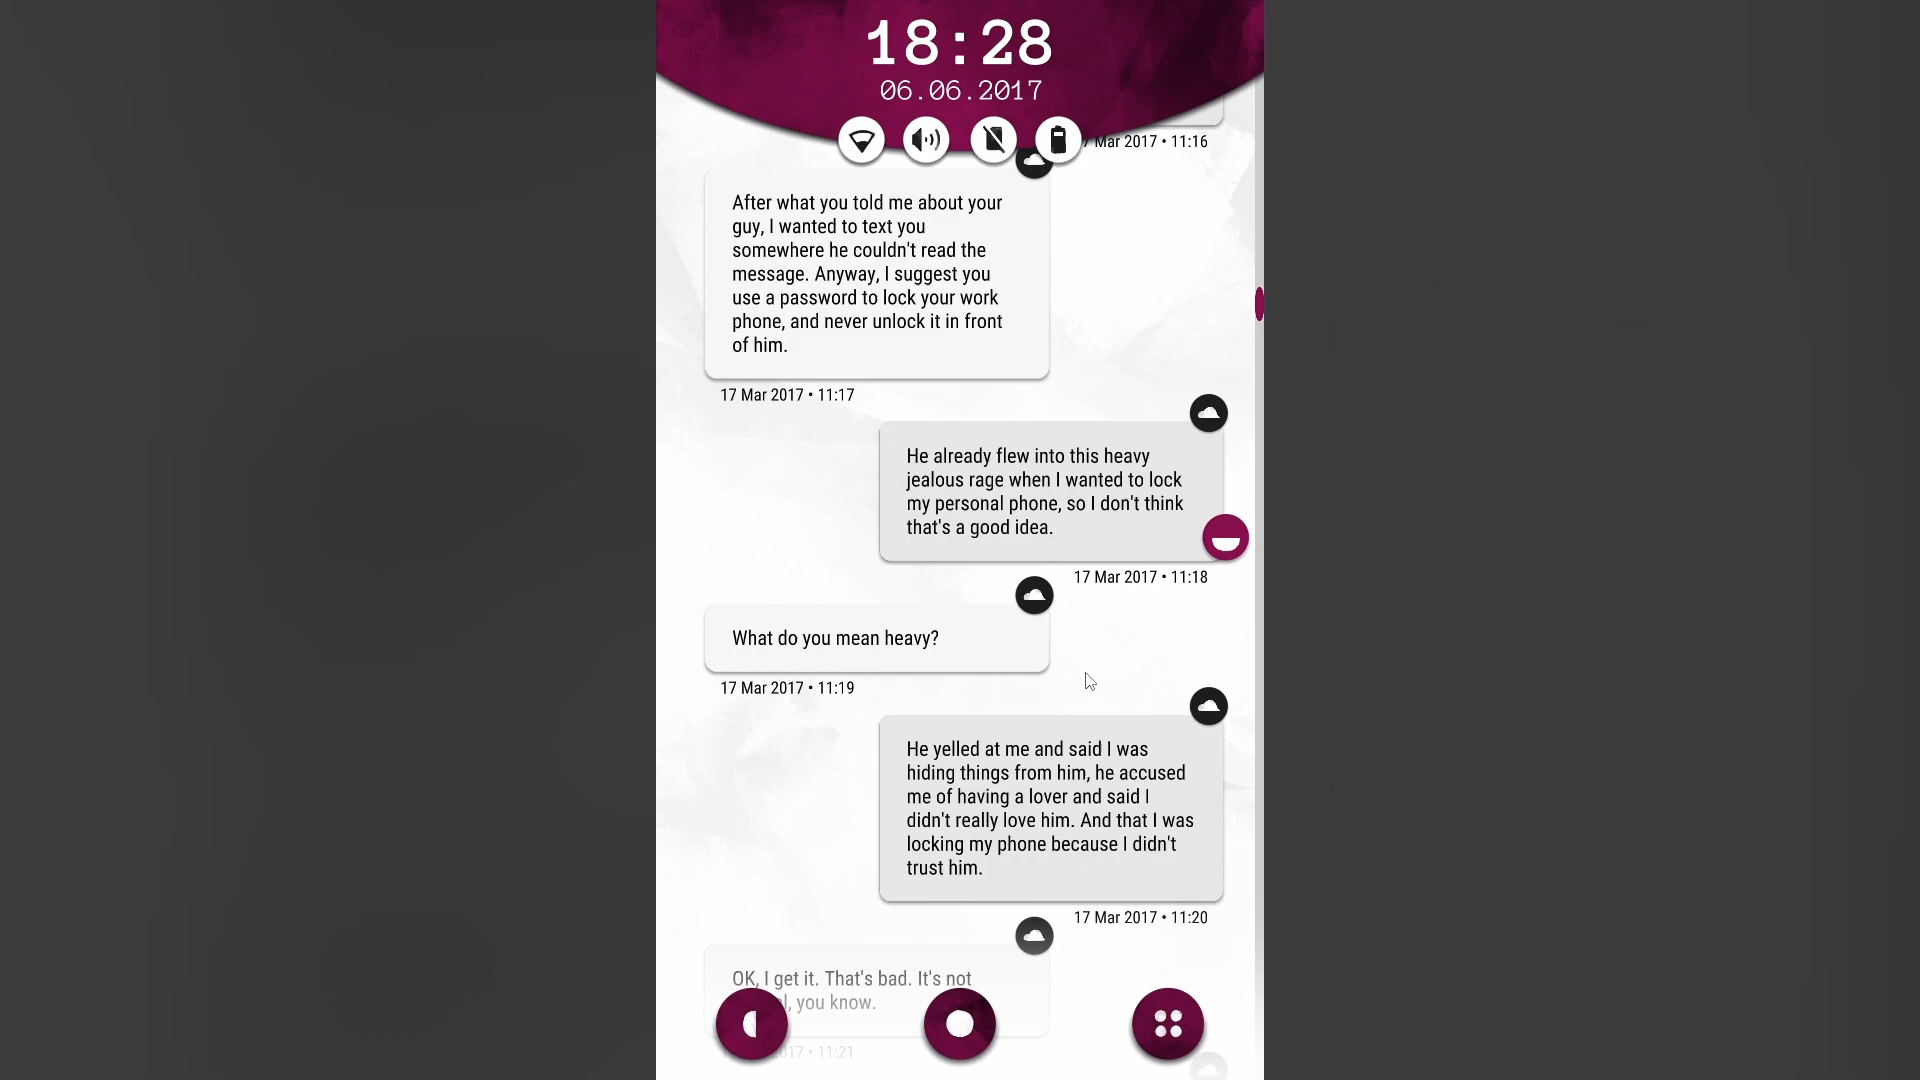 18:28
06.06.2017
Mar 2017 • 11:16
After what you told me about your
guy, I wanted to text you
somewhere he couldn't read the
message. Anyway, I suggest you
use a password to lock your work
phone, and never unlock it in front
of him.
17 Mar 2017 • 11:17
He already flew into this heavy
jealous rage when I wanted to lock
my personal phone, so I don't think
that's a good idea.
17 Mar 2017 • 11:18
What do you mean heavy?
17 Mar 2017 • 11:19
He yelled at me and said I was
hiding things from him, he accused
me of having a lover and said I
didn't really love him. And that I was
locking my phone because I didn't
trust him.
17 Mar 2017 • 11:20
OK, I get it. That's bad. It's not
you know.
2017 • 11:21